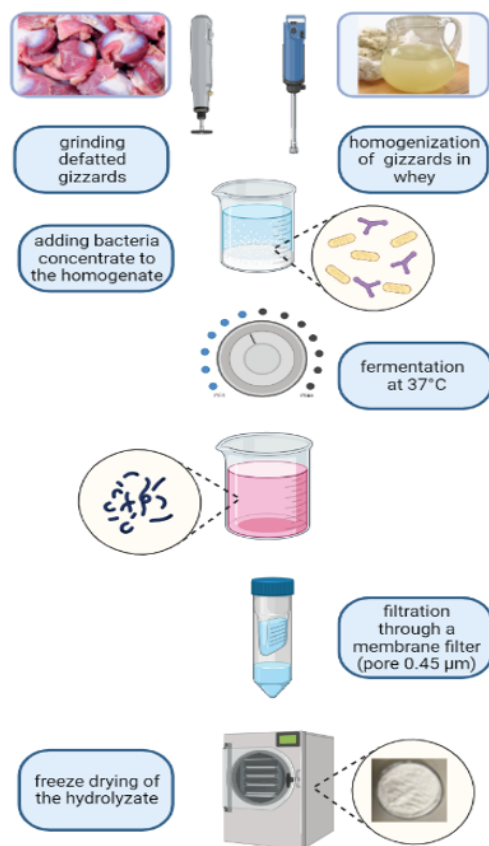 grinding
defatted
gizzards
homogenization
of gizzards in
whey
adding bacteria
concentrate to
the homogenate
fermentation
at 37°C
filtration
through a
membrane filter
(pore 0.45 µm)
freeze drying of
the hydrolyzate